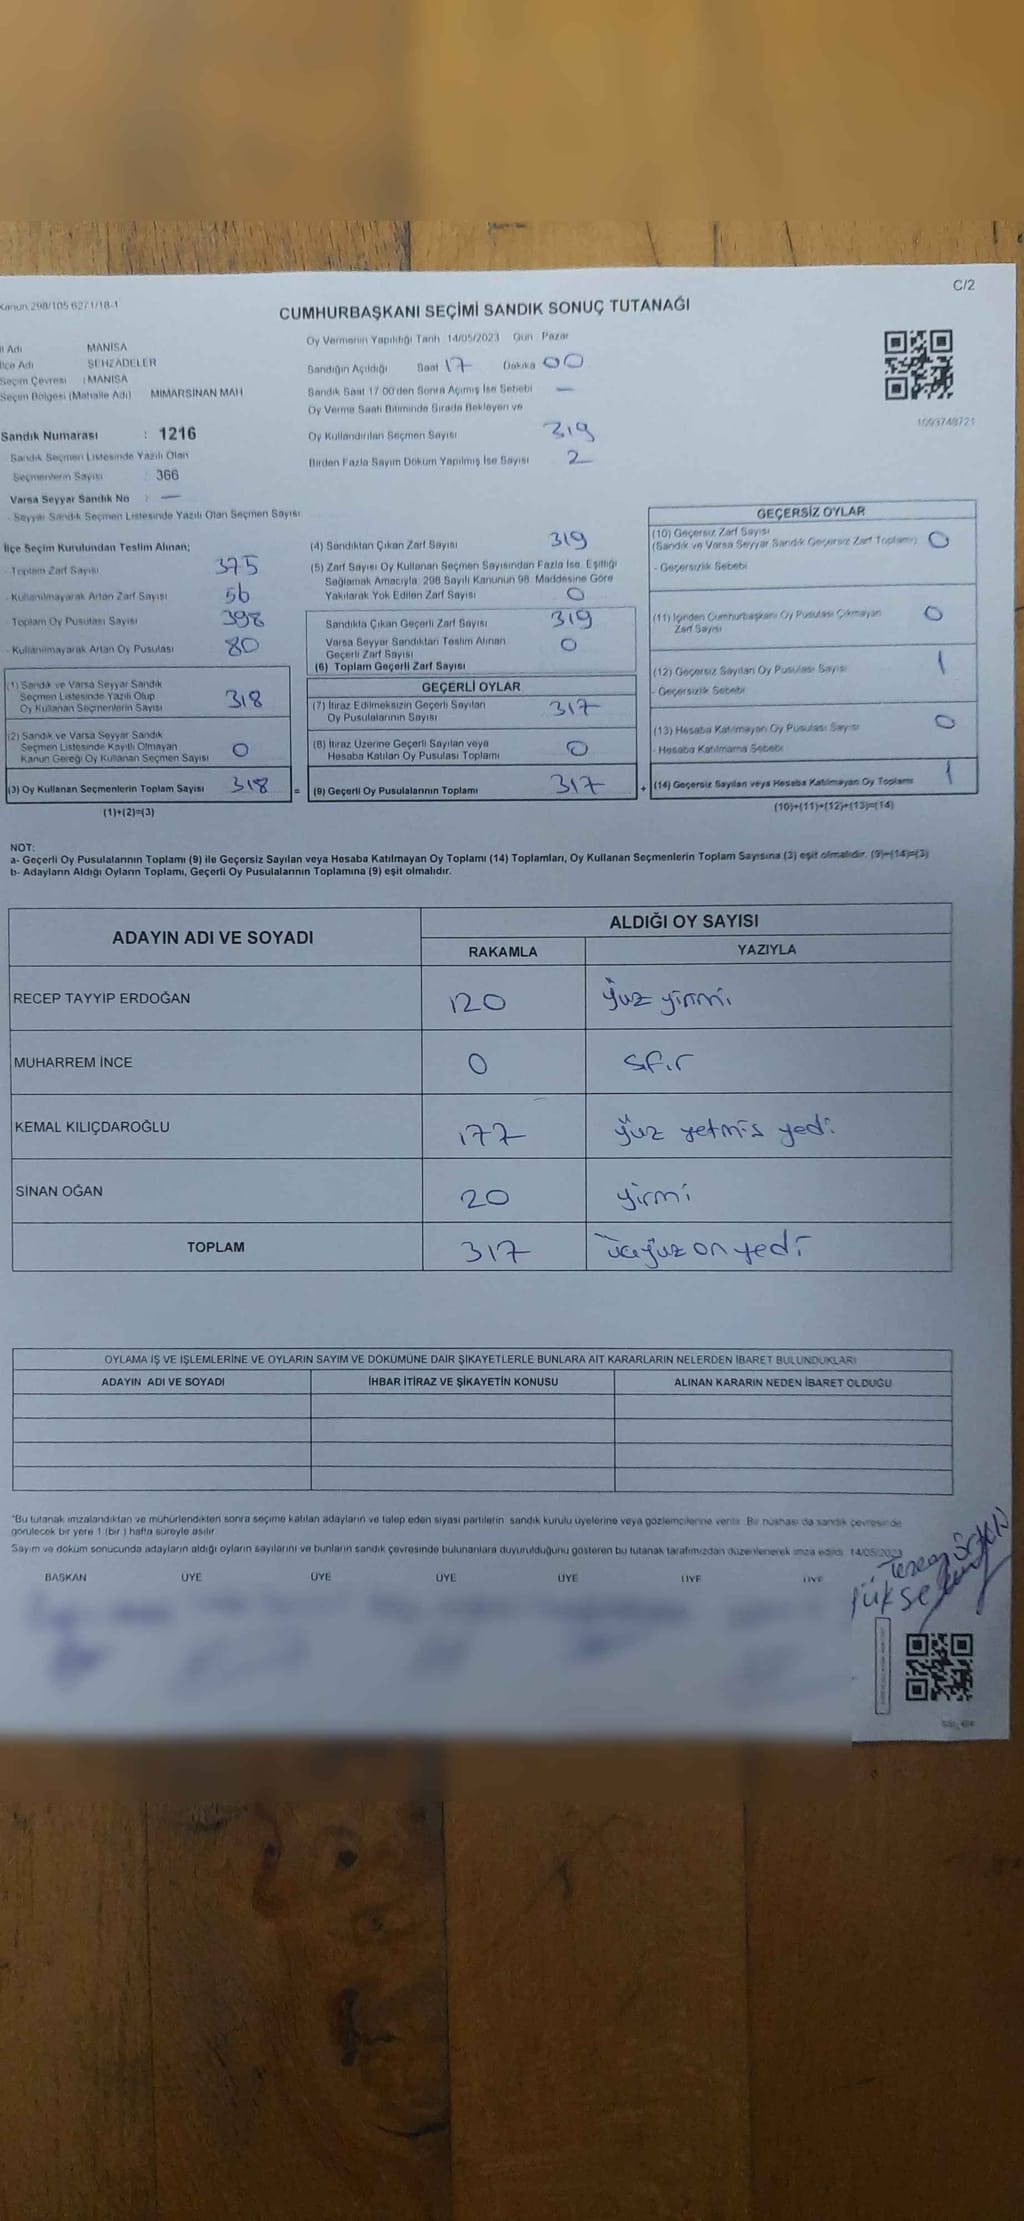 C/2
Kanun 298/105 6271/18-1
CUMHURBAŞKANI SEÇİMİ SANDIK SONUÇ TUTANAĞI
İl Adı MANİSA
İlçe Adı ŞEHZADELER
Seçim Çevresi : MANİSA
Seçim Bölgesi (Mahalle Adı) MİMARSİNAN MAH
Sandık Numarası : 1216
- Sandık Seçmen Listesinde Yazılı Olan
Seçmenlerin Sayısı : 366
Varsa Seyyar Sandık No : —
- Seyyar Sandık Seçmen Listesinde Yazılı Olan Seçmen Sayısı
Oy Vermenin Yapıldığı Tarih 14/05/2023 Gün Pazar
Sandığın Açıldığı Saat 17 Dakika 00
Sandık Saat 17.00'den Sonra Açımış İse Sebebi —
Oy Verme Saati Bitiminde Sırada Bekleyen ve
Oy Kullandırılan Seçmen Sayısı 319
Birden Fazla Sayım Döküm Yapılmış İse Sayısı 2
1093748721
İlçe Seçim Kurulundan Teslim Alınan;
- Toplam Zarf Sayısı 375
- Kullanılmayarak Artan Zarf Sayısı 56
- Toplam Oy Pusulası Sayısı 398
- Kullanılmayarak Artan Oy Pusulası 80
(1) Sandık ve Varsa Seyyar Sandık
Seçmen Listesinde Yazılı Olup
Oy Kullanan Seçmenlerin Sayısı 318
(2) Sandık ve Varsa Seyyar Sandık
Seçmen Listesinde Kayıtlı Olmayan
Kanun Gereği Oy Kullanan Seçmen Sayısı 0
(3) Oy Kullanan Seçmenlerin Toplam Sayısı 318 =
(1)+(2)=(3)
(4) Sandıktan Çıkan Zarf Sayısı 319
(5) Zarf Sayısı Oy Kullanan Seçmen Sayısından Fazla İse, Eşitliği
Sağlamak Amacıyla 298 Sayılı Kanunun 98. Maddesine Göre
Yakılarak Yok Edilen Zarf Sayısı 0
Sandıkta Çıkan Geçerli Zarf Sayısı 319
Varsa Seyyar Sandıktan Teslim Alınan
Geçerli Zarf Sayısı 0
(6) Toplam Geçerli Zarf Sayısı
GEÇERLİ OYLAR
(7) İtiraz Edilmeksizin Geçerli Sayılan
Oy Pusulalarının Sayısı 317
(8) İtiraz Üzerine Geçerli Sayılan veya
Hesaba Katılan Oy Pusulası Toplamı 0
(9) Geçerli Oy Pusulalarının Toplamı 317 +
GEÇERSİZ OYLAR
(10) Geçersiz Zarf Sayısı
(Sandık ve Varsa Seyyar Sandık Geçersiz Zarf Toplamı) 0
- Geçersizlik Sebebi
(11) İçinden Cumhurbaşkanı Oy Pusulası Çıkmayan
Zarf Sayısı 0
(12) Geçersiz Sayılan Oy Pusulası Sayısı 1
- Geçersizlik Sebebi
(13) Hesaba Katılmayan Oy Pusulası Sayısı 0
- Hesaba Katılmama Sebebi
(14) Geçersiz Sayılan veya Hesaba Katılmayan Oy Toplamı 1
(10)+(11)+(12)+(13)=(14)
NOT:
a- Geçerli Oy Pusulalarının Toplamı (9) ile Geçersiz Sayılan veya Hesaba Katılmayan Oy Toplamı (14) Toplamları, Oy Kullanan Seçmenlerin Toplam Sayısına (3) eşit olmalıdır. (9)+(14)=(3)
b- Adayların Aldığı Oyların Toplamı, Geçerli Oy Pusulalarının Toplamına (9) eşit olmalıdır.
ADAYIN ADI VE SOYADI ALDIĞI OY SAYISI
RAKAMLA YAZIYLA
RECEP TAYYIP ERDOĞAN 120 yüz yirmi
MUHARREM İNCE 0 sıfır
KEMAL KILIÇDAROĞLU 177 yüz yetmiş yedi
SİNAN OĞAN 20 yirmi
TOPLAM 317 üçyüz on yedi
OYLAMA İŞ VE İŞLEMLERİNE VE OYLARIN SAYIM VE DÖKÜMÜNE DAİR ŞİKAYETLERLE BUNLARA AİT KARARLARIN NELERDEN İBARET BULUNDUKLARI
ADAYIN ADI VE SOYADI İHBAR İTİRAZ VE ŞİKAYETİN KONUSU ALINAN KARARIN NEDEN İBARET OLDUĞU
*Bu tutanak imzalandıktan ve mühürlendikten sonra seçime katılan adayların ve talep eden siyasi partilerin sandık kurulu üyelerine veya gözlemcilerine verilir. Bir nüshası da sandık çevresinde
görülecek bir yere 1 (bir ) hafta süreyle asılır.
Sayım ve döküm sonucunda adayların aldığı oyların sayılarını ve bunların sandık çevresinde bulunanlara duyurulduğunu gösteren bu tutanak tarafımızdan düzenlenerek imza edildi. 14/05/2023
BAŞKAN ÜYE ÜYE ÜYE ÜYE ÜYE ÜYE